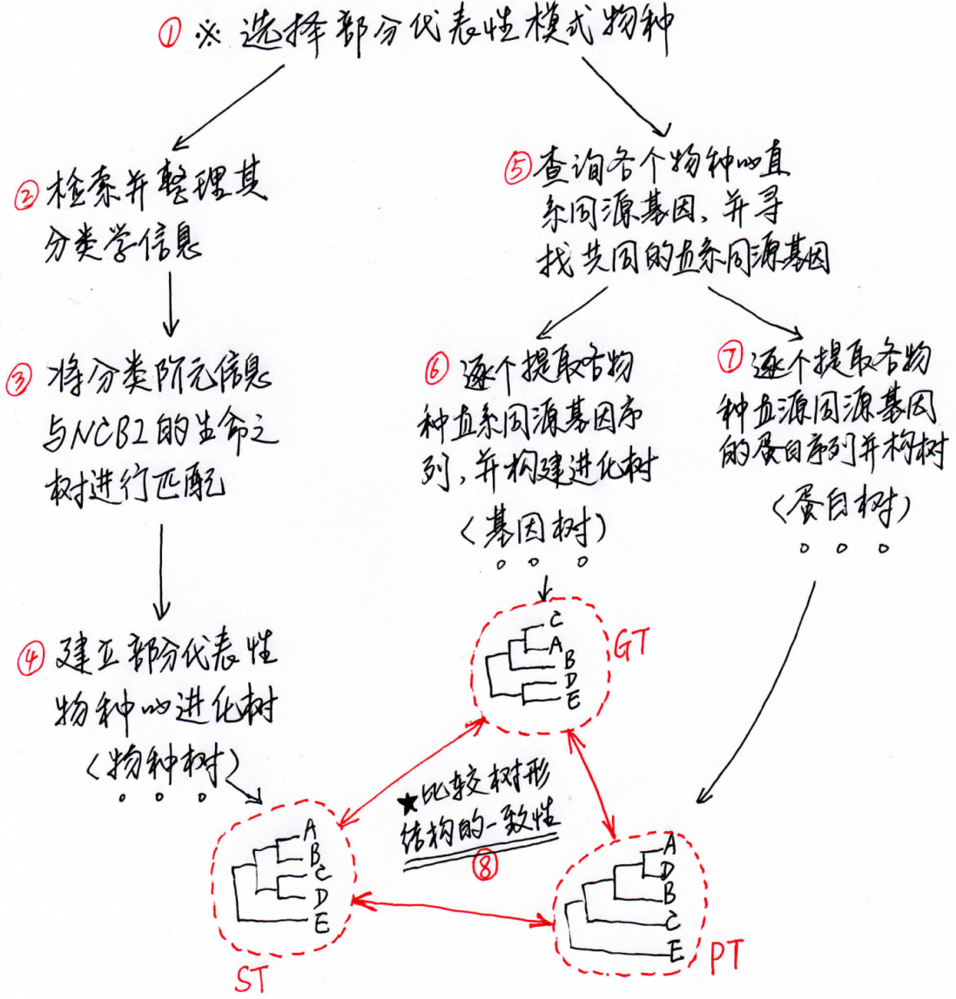 ① ※ 选择部分代表性模式物种
② 检索并整理其
分类学信息
③ 将分类阶元信息
与NCBI的生命之
树进行匹配
④ 建立部分代表性
物种的进化树
(物种树)
⑤ 查询各个物种的直
系同源基因，并寻
找共同的直系同源基因
⑥ 逐个提取各物
种直系同源基因序
列，并构建进化树
(基因树)
⑦ 逐个提取各物
种直源同源基因
的蛋白序列并构树
(蛋白树)
C
A
B
D
E
GT
★比较树形
结构的一致性
⑧
A
B
C
D
E
ST
A
D
B
C
E
PT